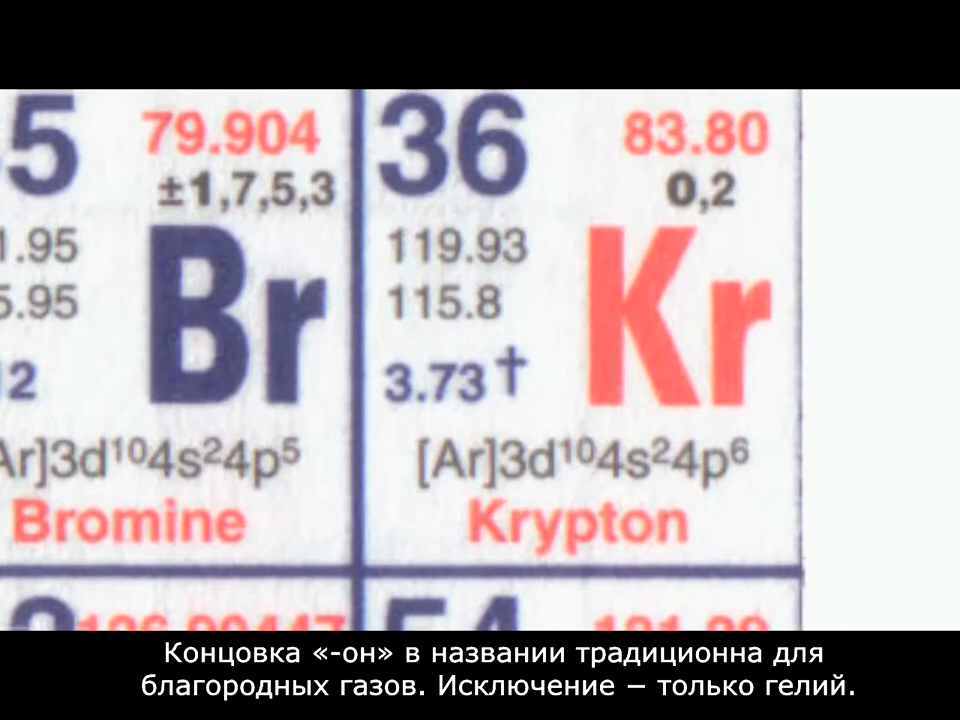 5 79.904 36 83.80
±1,7,5,3 0,2
1.95 119.93
5.95 Br 115.8 Kr
12 3.73†
Ar]3d¹⁰4s²4p⁵ [Ar]3d¹⁰4s²4p⁶
Bromine Krypton
Концовка «-он» в названии традиционна для
благородных газов. Исключение – только гелий.